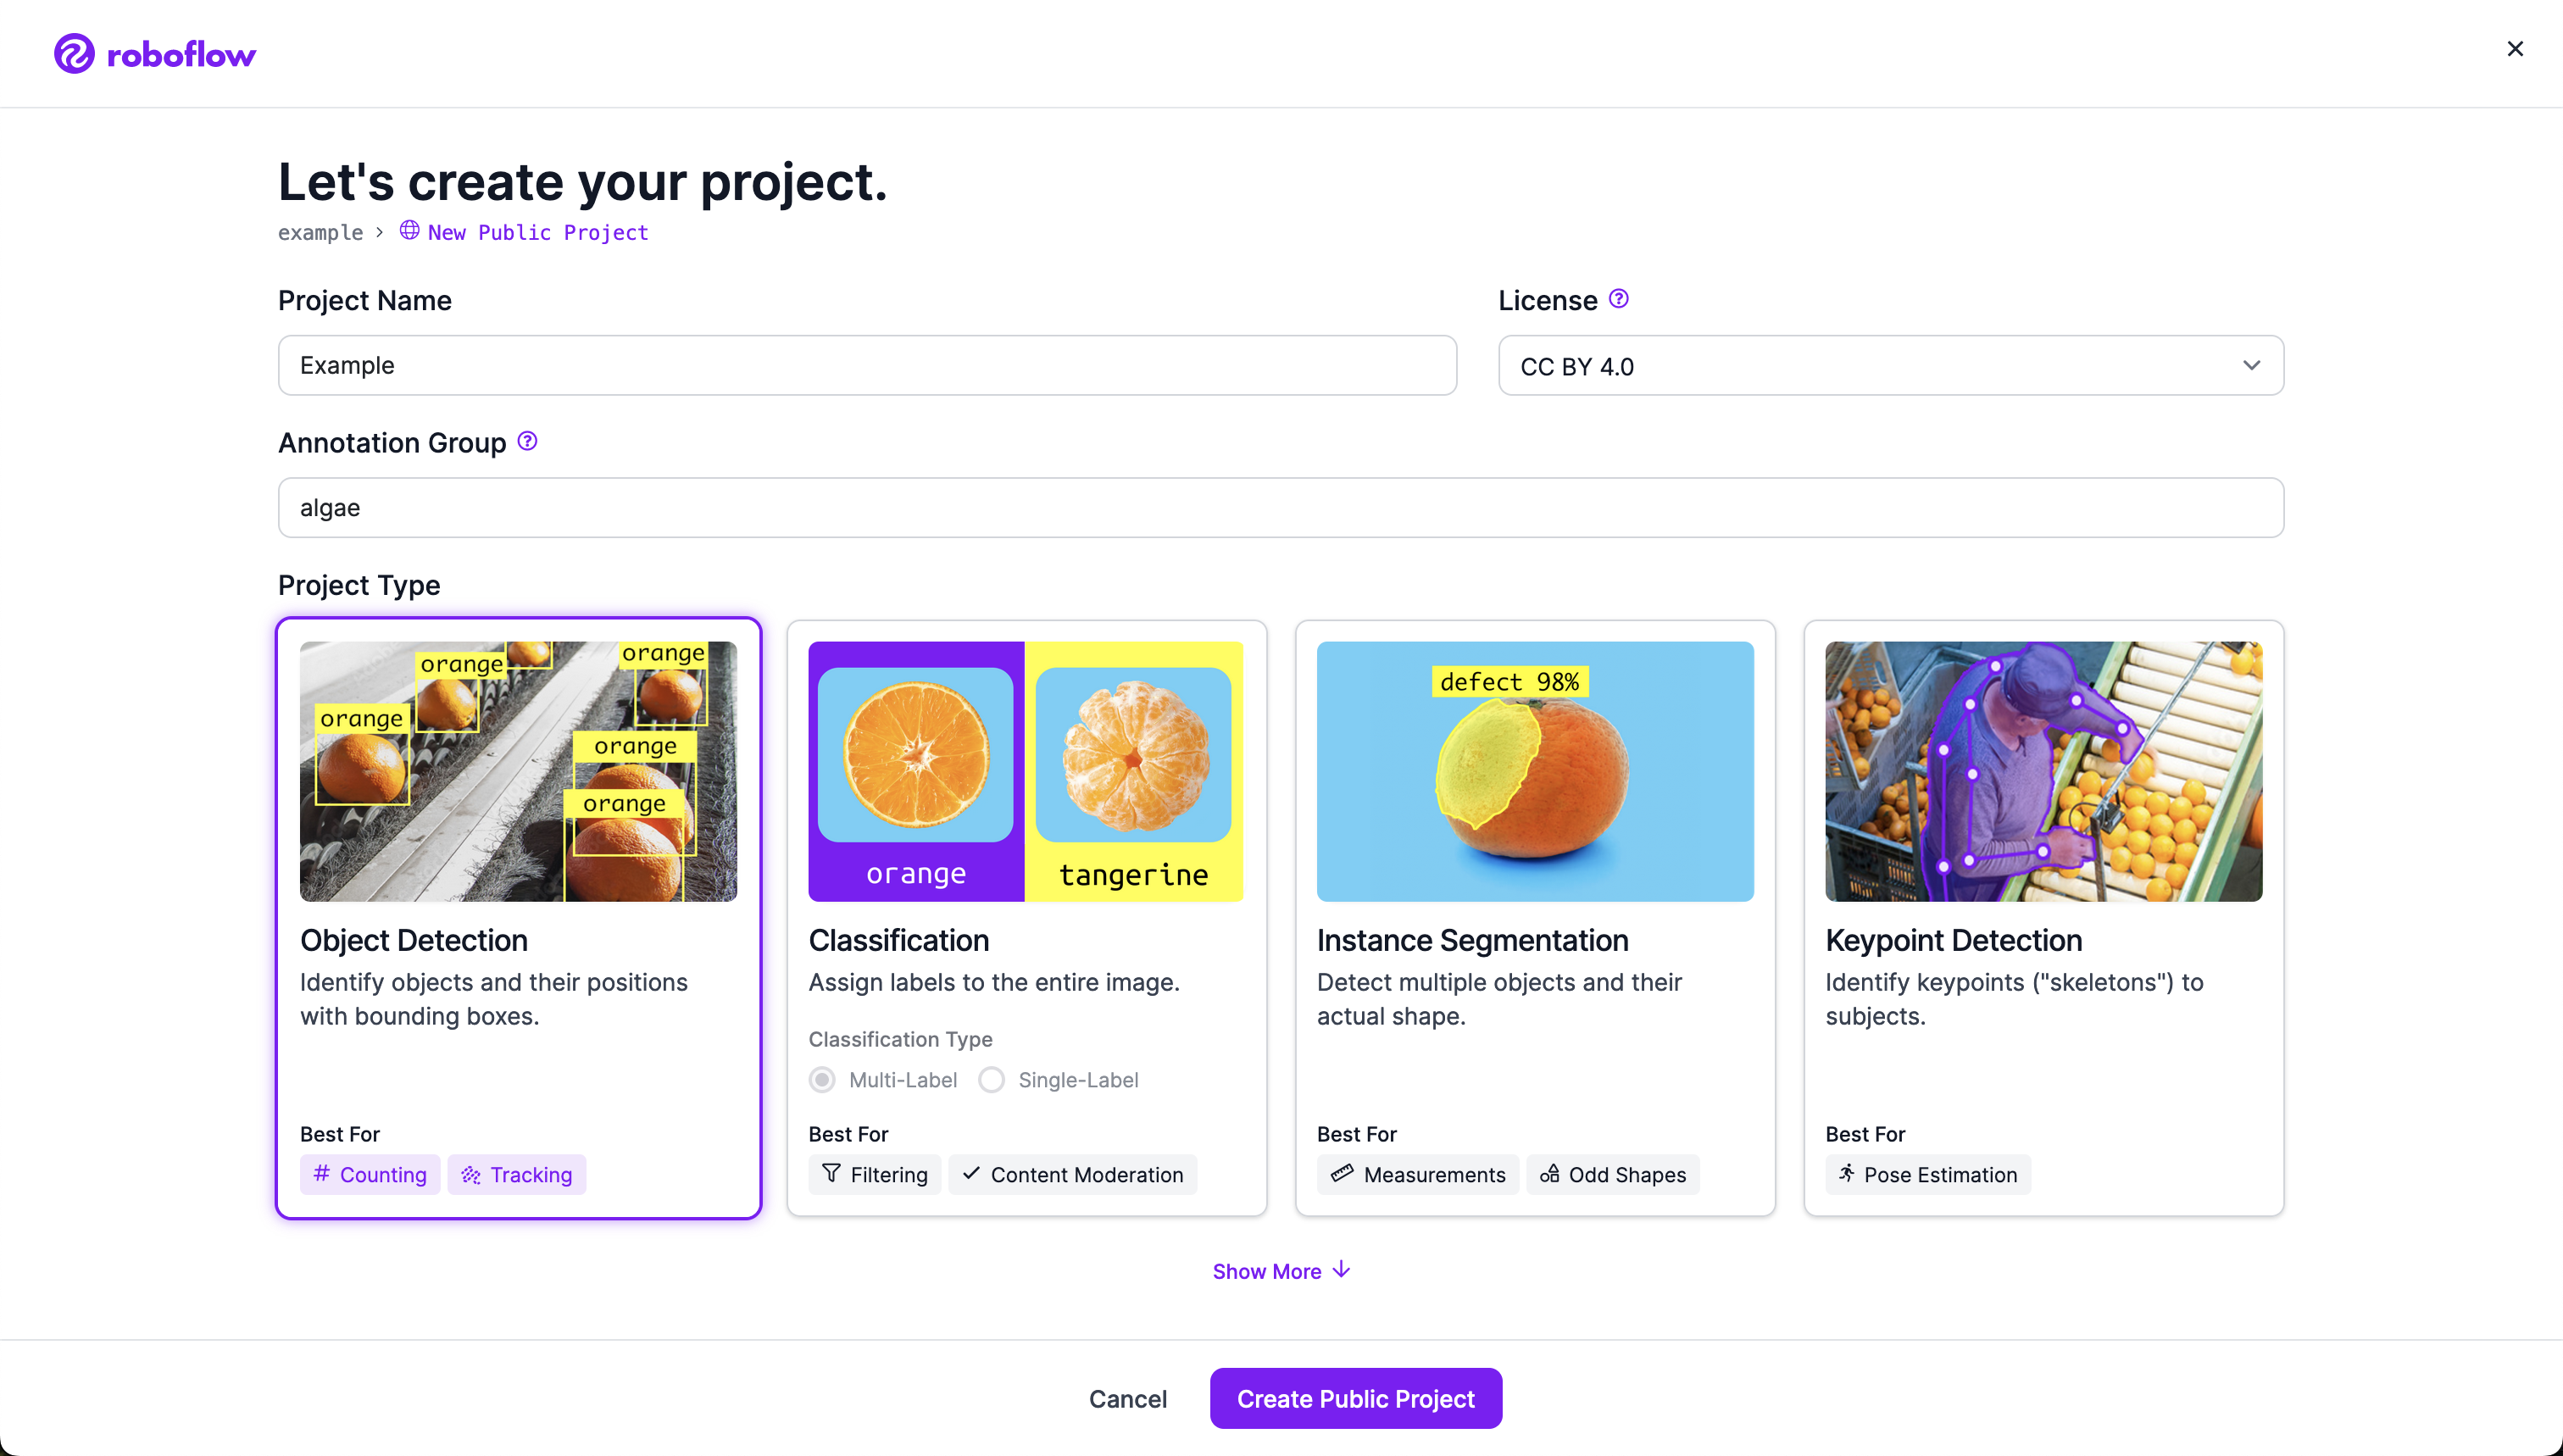 roboflow
Let's create your project.
example › New Public Project
Project Name
License
Example
CC BY 4.0
Annotation Group
algae
Project Type
orange
orange
orange
orange
orange
Object Detection
Identify objects and their positions
with bounding boxes.
Best For
# Counting
Tracking
orange
tangerine
Classification
Assign labels to the entire image.
Classification Type
Multi-Label
Single-Label
Best For
Filtering
Content Moderation
defect 98%
Instance Segmentation
Detect multiple objects and their
actual shape.
Best For
Measurements
Odd Shapes
Keypoint Detection
Identify keypoints ("skeletons") to
subjects.
Best For
Pose Estimation
Show More
Cancel
Create Public Project